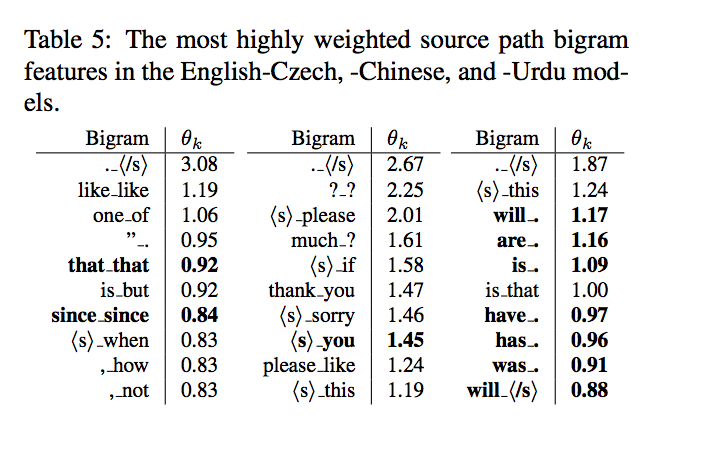 Table 5: The most highly weighted source path bigram
features in the English-Czech, -Chinese, and -Urdu mod-
els.
Bigram θk Bigram θk Bigram θk
._⟨/s⟩ 3.08 ._⟨/s⟩ 2.67 ._⟨/s⟩ 1.87
like_like 1.19 ?_? 2.25 ⟨s⟩_this 1.24
one_of 1.06 ⟨s⟩_please 2.01 will_. 1.17
”_. 0.95 much_? 1.61 are_. 1.16
that_that 0.92 ⟨s⟩_if 1.58 is_. 1.09
is_but 0.92 thank_you 1.47 is_that 1.00
since_since 0.84 ⟨s⟩_sorry 1.46 have_. 0.97
⟨s⟩_when 0.83 ⟨s⟩_you 1.45 has_. 0.96
,_how 0.83 please_like 1.24 was_. 0.91
,_not 0.83 ⟨s⟩_this 1.19 will_⟨/s⟩ 0.88